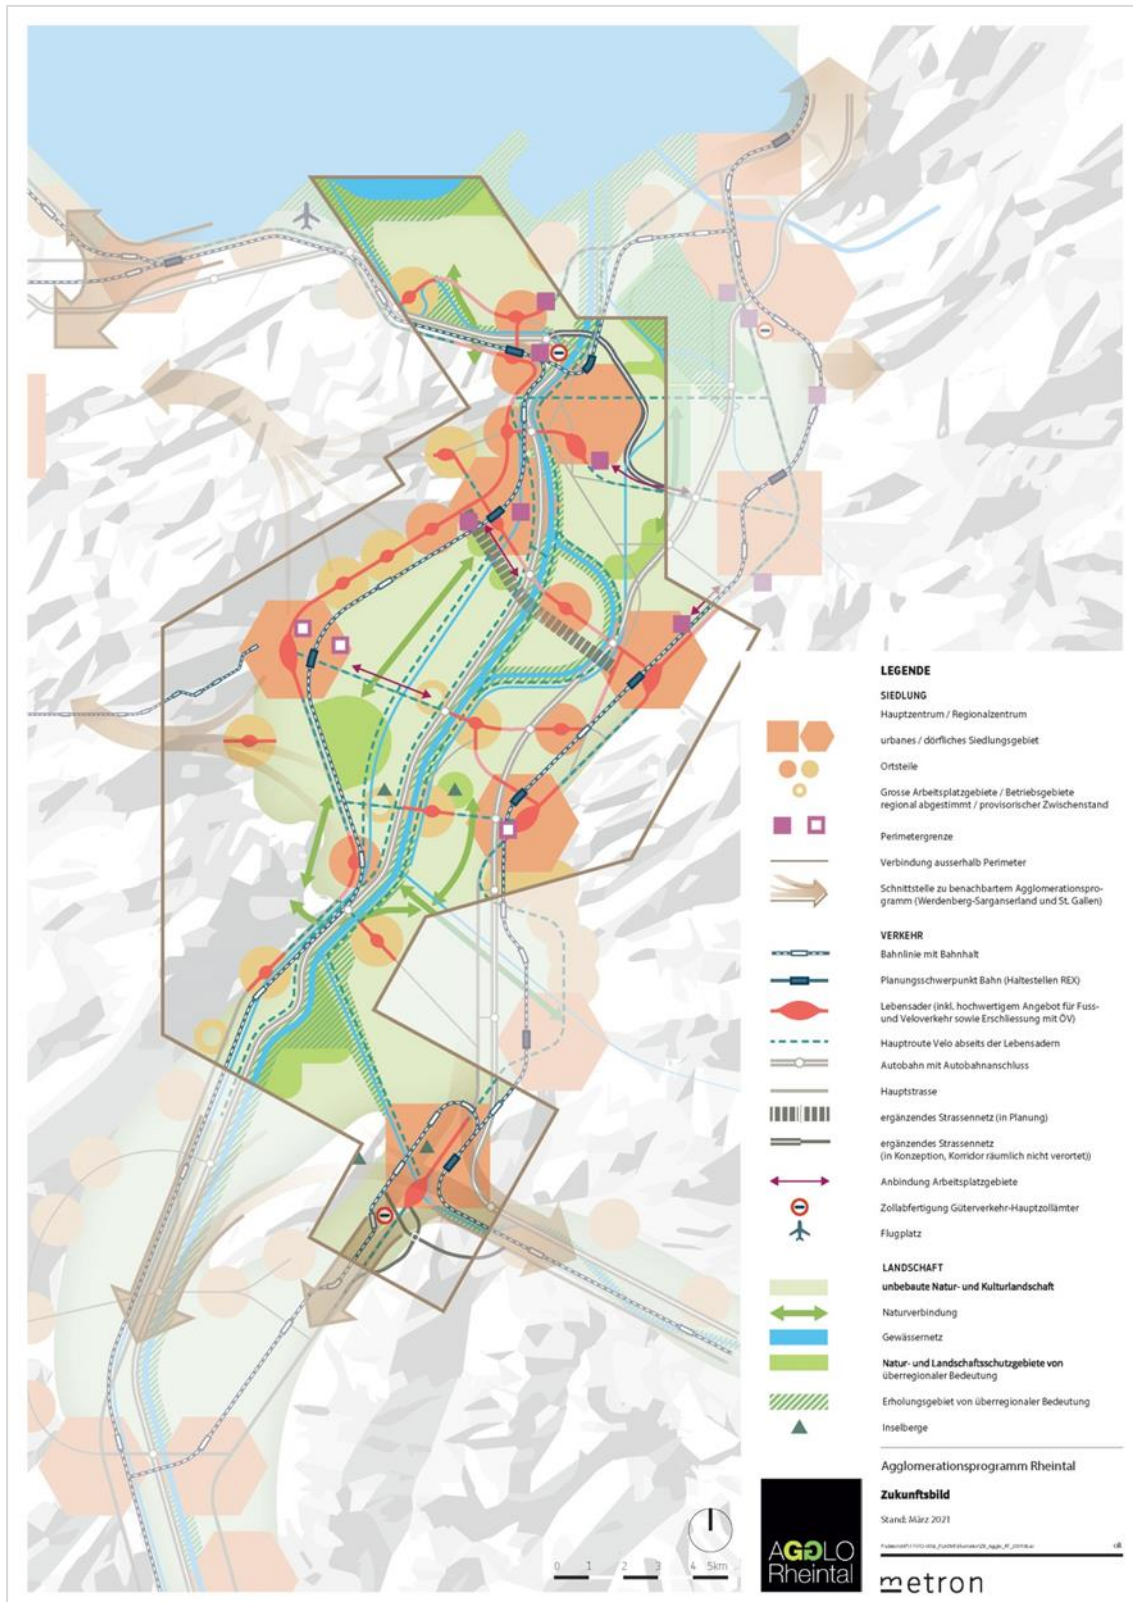 LEGENDE
SIEDLUNG
Hauptzentrum / Regionalzentrum
urbanes / dörfliches Siedlungsgebiet
Ortsteile
Grosse Arbeitsplatzgebiete / Betriebsgebiete
regional abgestimmt / provisorischer Zwischenstand
Perimetergrenze
Verbindung ausserhalb Perimeter
Schnittstelle zu benachbartem Agglomerationspro-
gramm (Werdenberg-Sarganserland und St. Gallen)
VERKEHR
Bahnlinie mit Bahnhalt
Planungsschwerpunkt Bahn (Haltestellen REX)
Lebensader (inkl. hochwertigem Angebot für Fuss-
und Veloverkehr sowie Erschliessung mit ÖV)
Hauptroute Velo abseits der Lebensadern
Autobahn mit Autobahnanschluss
Hauptstrasse
ergänzendes Strassennetz (in Planung)
ergänzendes Strassennetz
(in Konzeption, Korridor räumlich nicht verortet))
Anbindung Arbeitsplatzgebiete
Zollabfertigung Güterverkehr-Hauptzollämter
Flugplatz
LANDSCHAFT
unbebaute Natur- und Kulturlandschaft
Naturverbindung
Gewässernetz
Natur- und Landschaftsschutzgebiete von
überregionaler Bedeutung
Erholungsgebiet von überregionaler Bedeutung
Inselberge
Agglomerationsprogramm Rheintal
Zukunftsbild
Stand: März 2021
AGGLO
Rheintal
metron
0 1 2 3 4 5km